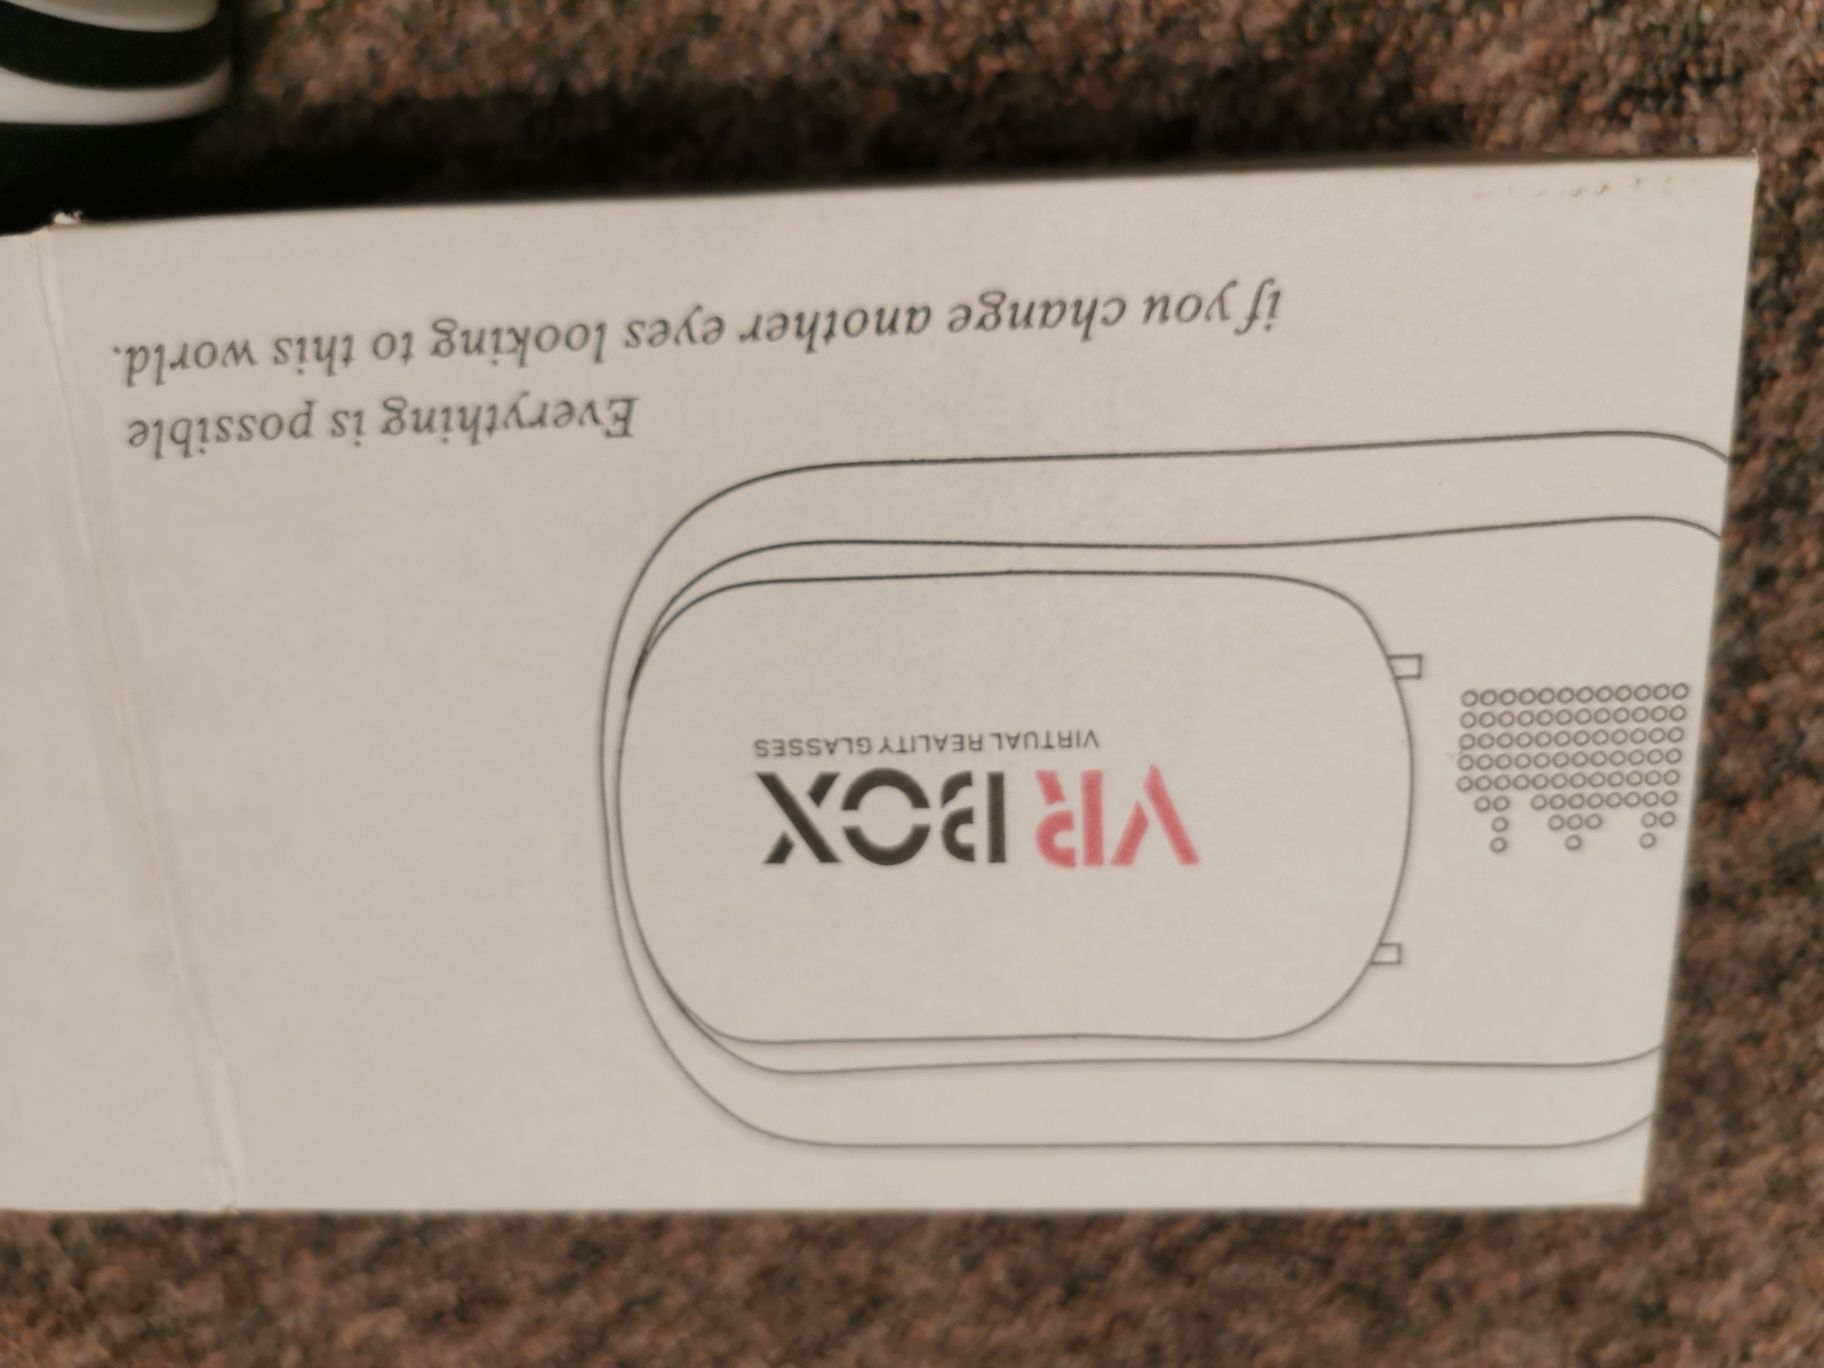 VR BOX
VIRTUAL REALITY GLASSES
Everything is possible
if you change another eyes looking to this world.